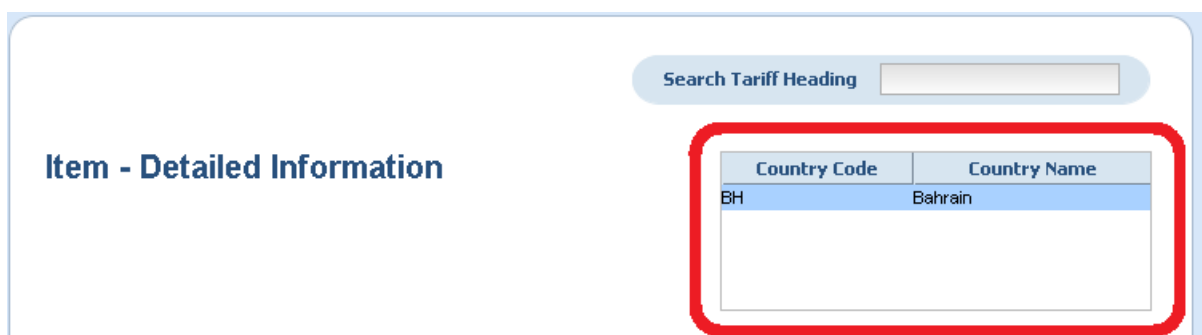 Search Tariff Heading
Item - Detailed Information
Country Code Country Name
BH Bahrain